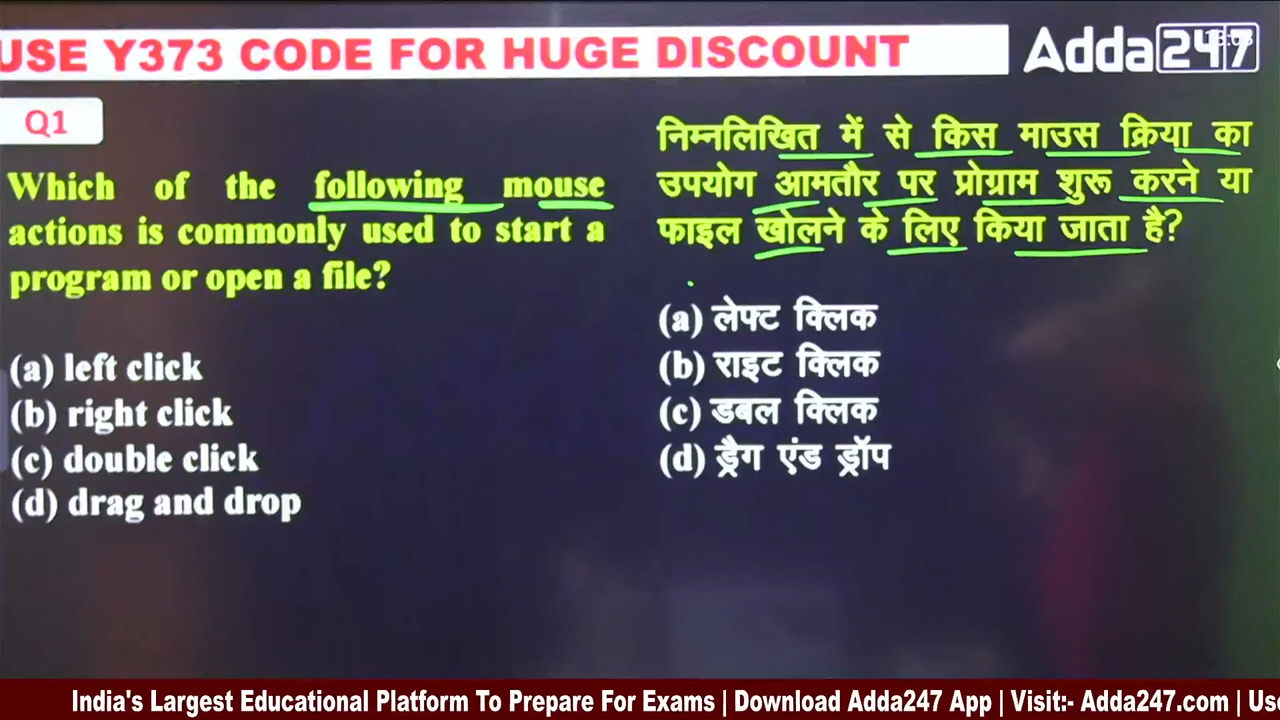 USE Y373 CODE FOR HUGE DISCOUNT
Adda247
Q1
Which of the following mouse
actions is commonly used to start a
program or open a file?
(a) left click
(b) right click
(c) double click
(d) drag and drop
निम्नलिखित में से किस माउस क्रिया का
उपयोग आमतौर पर प्रोग्राम शुरू करने या
फाइल खोलने के लिए किया जाता है?
(a) लेफ्ट क्लिक
(b) राइट क्लिक
(c) डबल क्लिक
(d) ड्रैग एंड ड्रॉप
India's Largest Educational Platform To Prepare For Exams | Download Adda247 App | Visit:- Adda247.com |